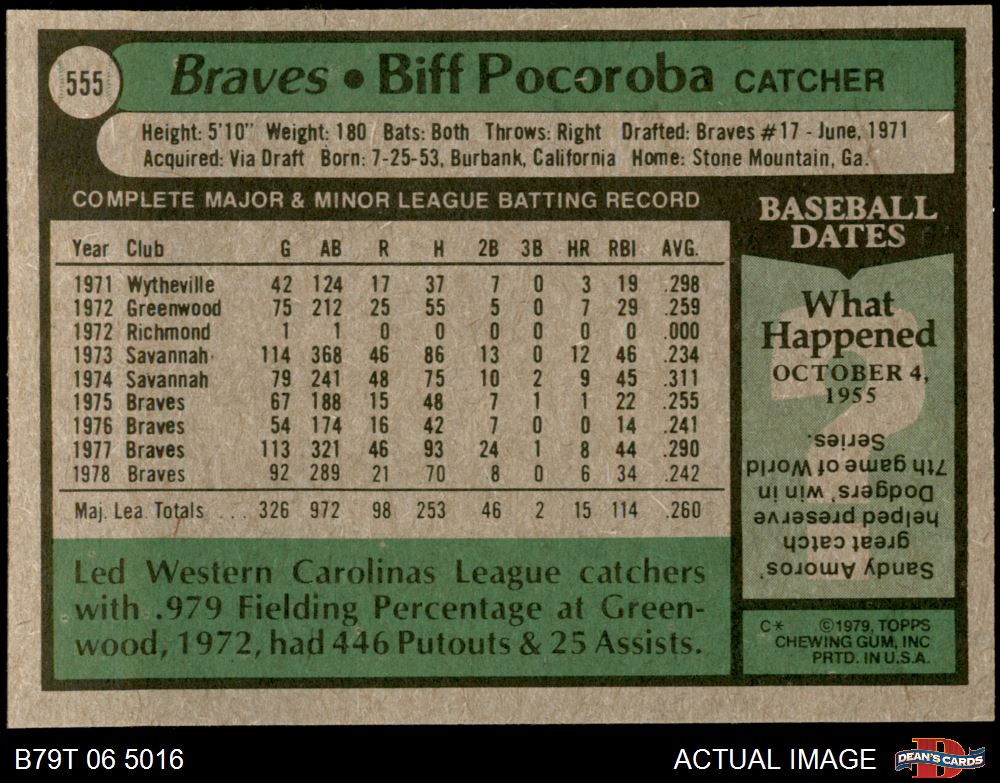 555
Braves • Biff Pocoroba CATCHER
Height: 5'10" Weight: 180 Bats: Both Throws: Right Drafted: Braves #17 - June, 1971
Acquired: Via Draft Born: 7-25-53, Burbank, California Home: Stone Mountain, Ga.
COMPLETE MAJOR & MINOR LEAGUE BATTING RECORD
Year Club G AB R H 2B 3B HR RBI AVG.
1971 Wytheville 42 124 17 37 7 0 3 19 .298
1972 Greenwood 75 212 25 55 5 0 7 29 .259
1972 Richmond 1 1 0 0 0 0 0 0 .000
1973 Savannah 114 368 46 86 13 0 12 46 .234
1974 Savannah 79 241 48 75 10 2 9 45 .311
1975 Braves 67 188 15 48 7 1 1 22 .255
1976 Braves 54 174 16 42 7 0 0 14 .241
1977 Braves 113 321 46 93 24 1 8 44 .290
1978 Braves 92 289 21 70 8 0 6 34 .242
Maj. Lea. Totals ... 326 972 98 253 46 2 15 114 .260
Led Western Carolinas League catchers
with .979 Fielding Percentage at Green-
wood, 1972, had 446 Putouts & 25 Assists.
BASEBALL
DATES
What
Happened
OCTOBER 4,
1955
?
Sandy Amoros'
great catch
helped preserve
Dodgers' win in
7th game of World
Series.
C* ©1979, TOPPS
CHEWING GUM, INC
PRTD. IN U.S.A.
B79T 06 5016
ACTUAL IMAGE
D
DEAN'S CARDS